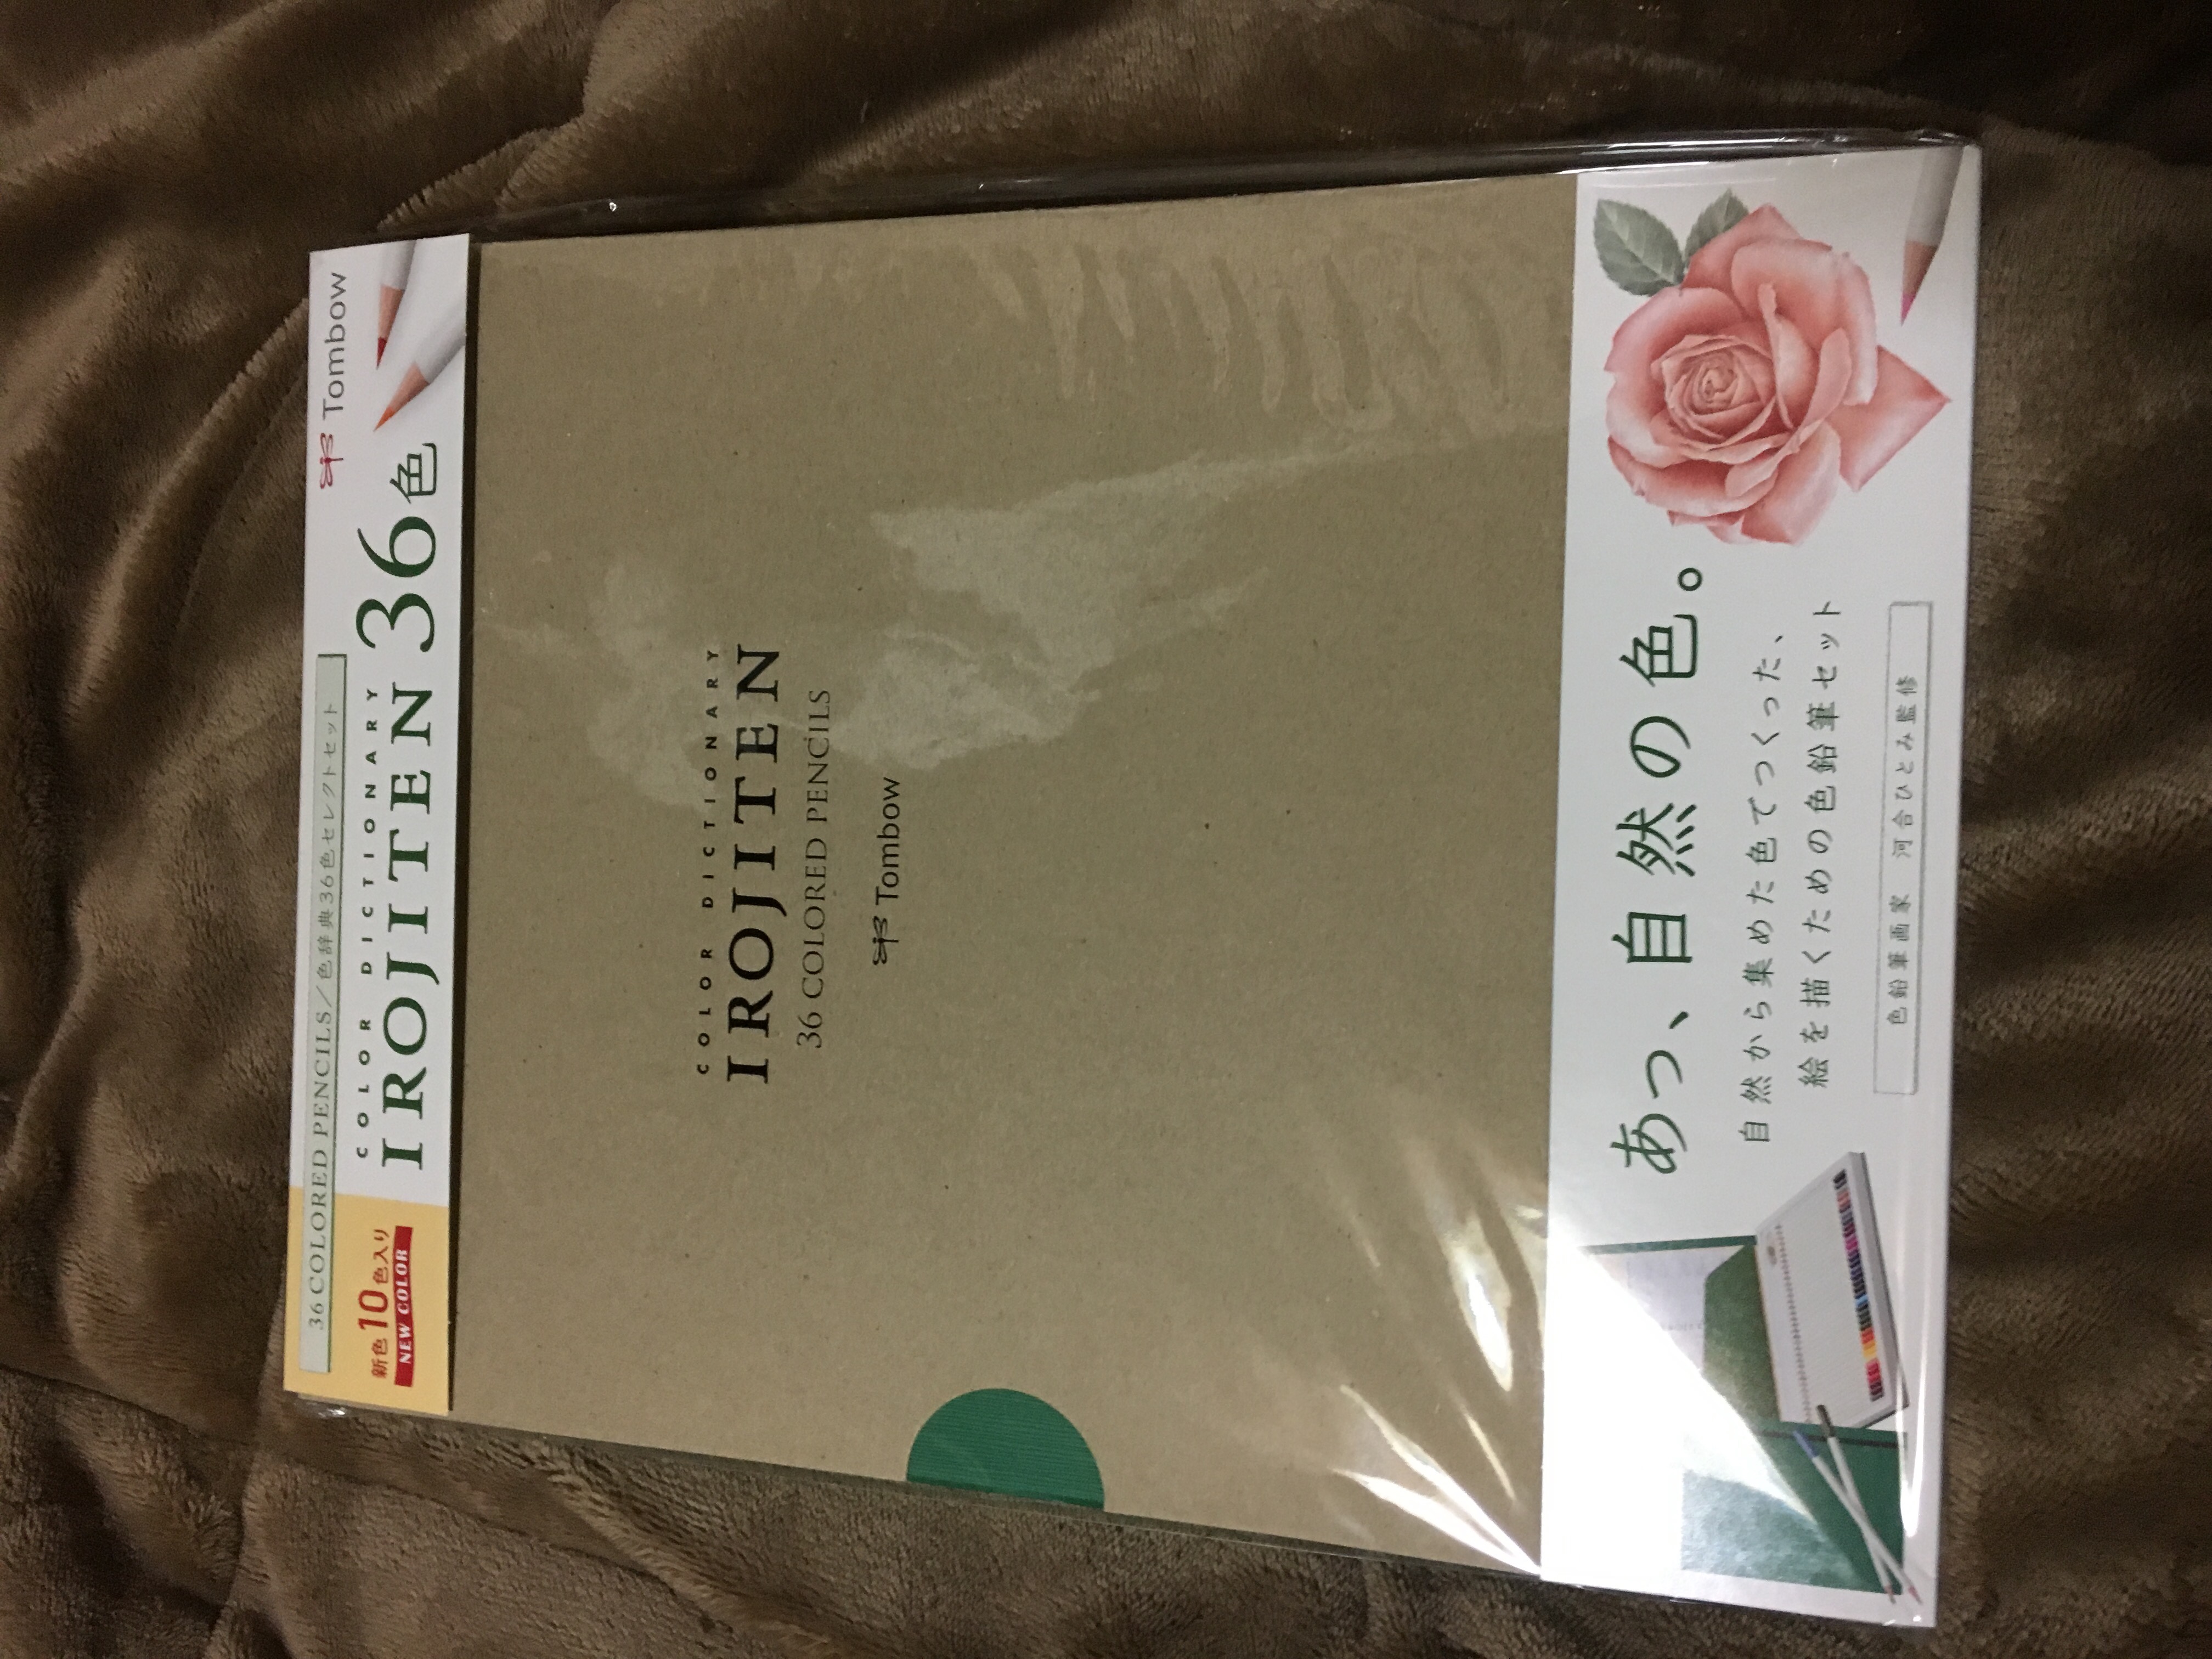 Tombow
36 COLORED PENCILS／色辞典36色セレクトセット
新色10色入り
NEW COLOR
COLOR DICTIONARY
IROJITEN 36色
COLOR DICTIONARY
IROJITEN
36 COLORED PENCILS
Tombow
あっ、自然の色。
自然から集めた色でつくった、
絵を描くための色鉛筆セット
色鉛筆画家 河合ひとみ監修